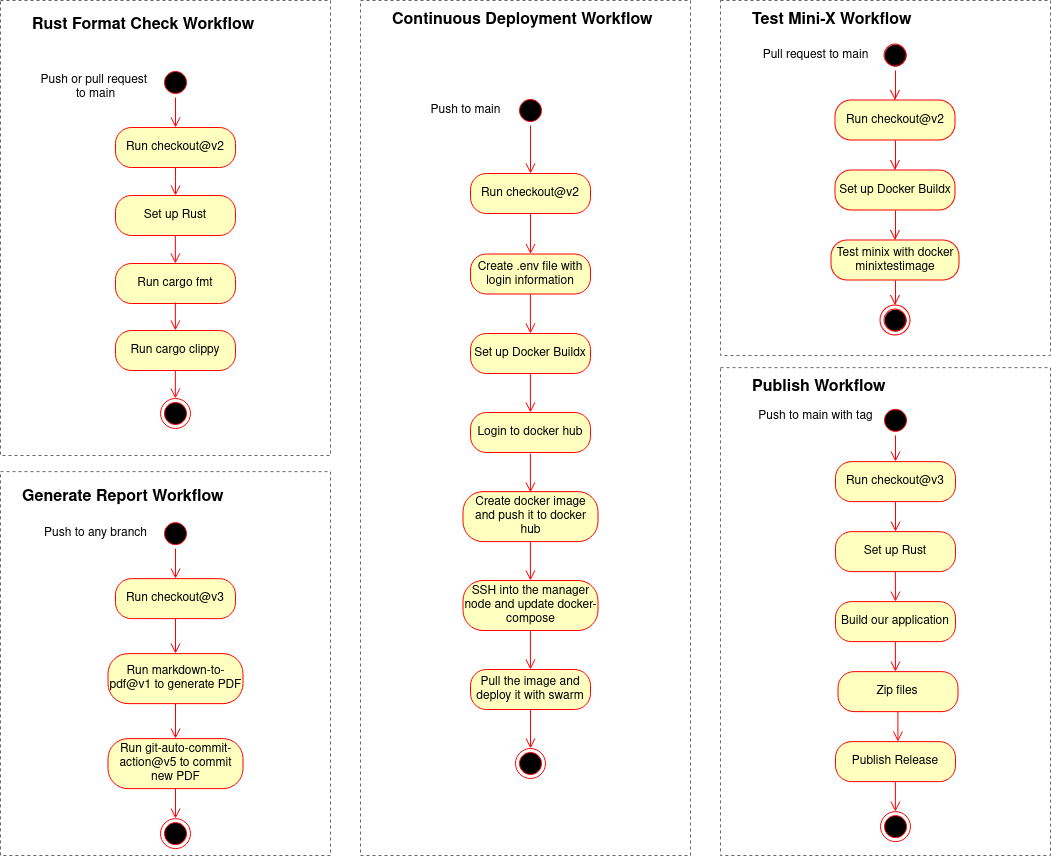 Rust Format Check Workflow
Push or pull request
to main
Run checkout@v2
Set up Rust
Run cargo fmt
Run cargo clippy
Generate Report Workflow
Push to any branch
Run checkout@v3
Run markdown-to-
pdf@v1 to generate PDF
Run git-auto-commit-
action@v5 to commit
new PDF
Continuous Deployment Workflow
Push to main
Run checkout@v2
Create .env file with
login information
Set up Docker Buildx
Login to docker hub
Create docker image
and push it to docker
hub
SSH into the manager
node and update docker-
compose
Pull the image and
deploy it with swarm
Test Mini-X Workflow
Pull request to main
Run checkout@v2
Set up Docker Buildx
Test minix with docker
minixtestimage
Publish Workflow
Push to main with tag
Run checkout@v3
Set up Rust
Build our application
Zip files
Publish Release